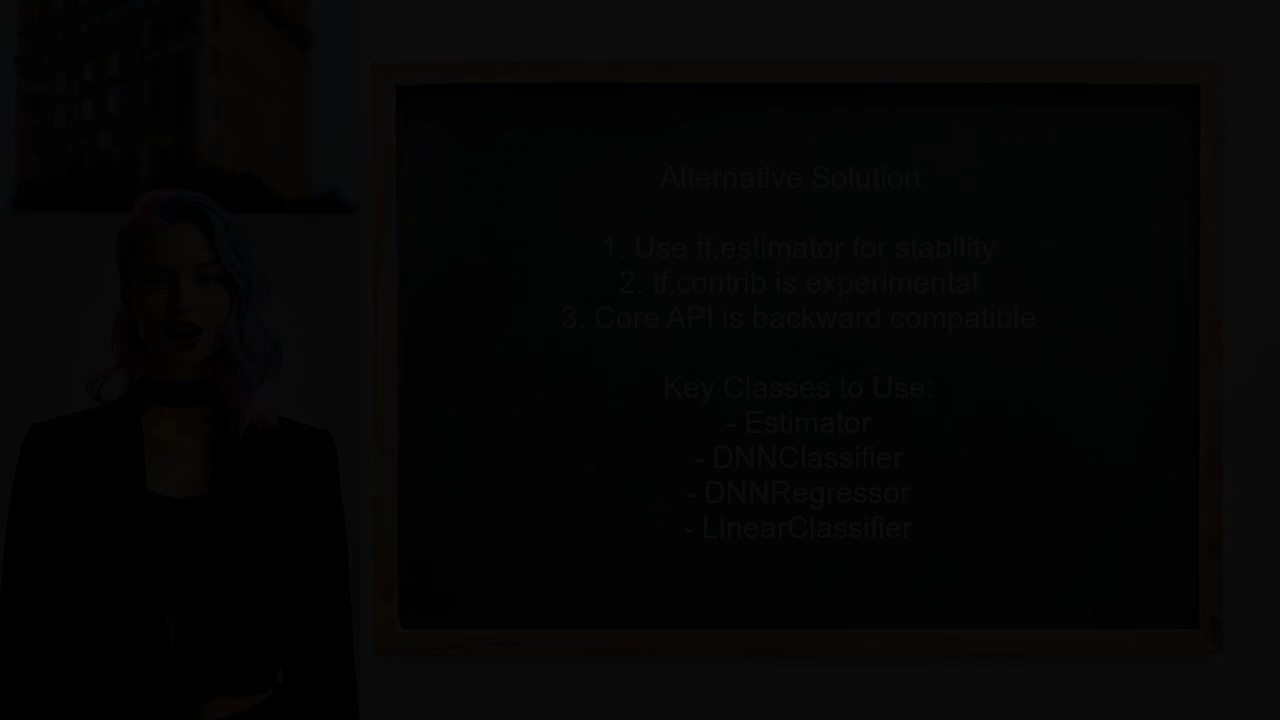 Alternative Solution:
1. Use tf.estimator for stability
2. tf.contrib is experimental
3. Core API is backward compatible
Key Classes to Use:
- Estimator
- DNNClassifier
- DNNRegressor
- LinearClassifier